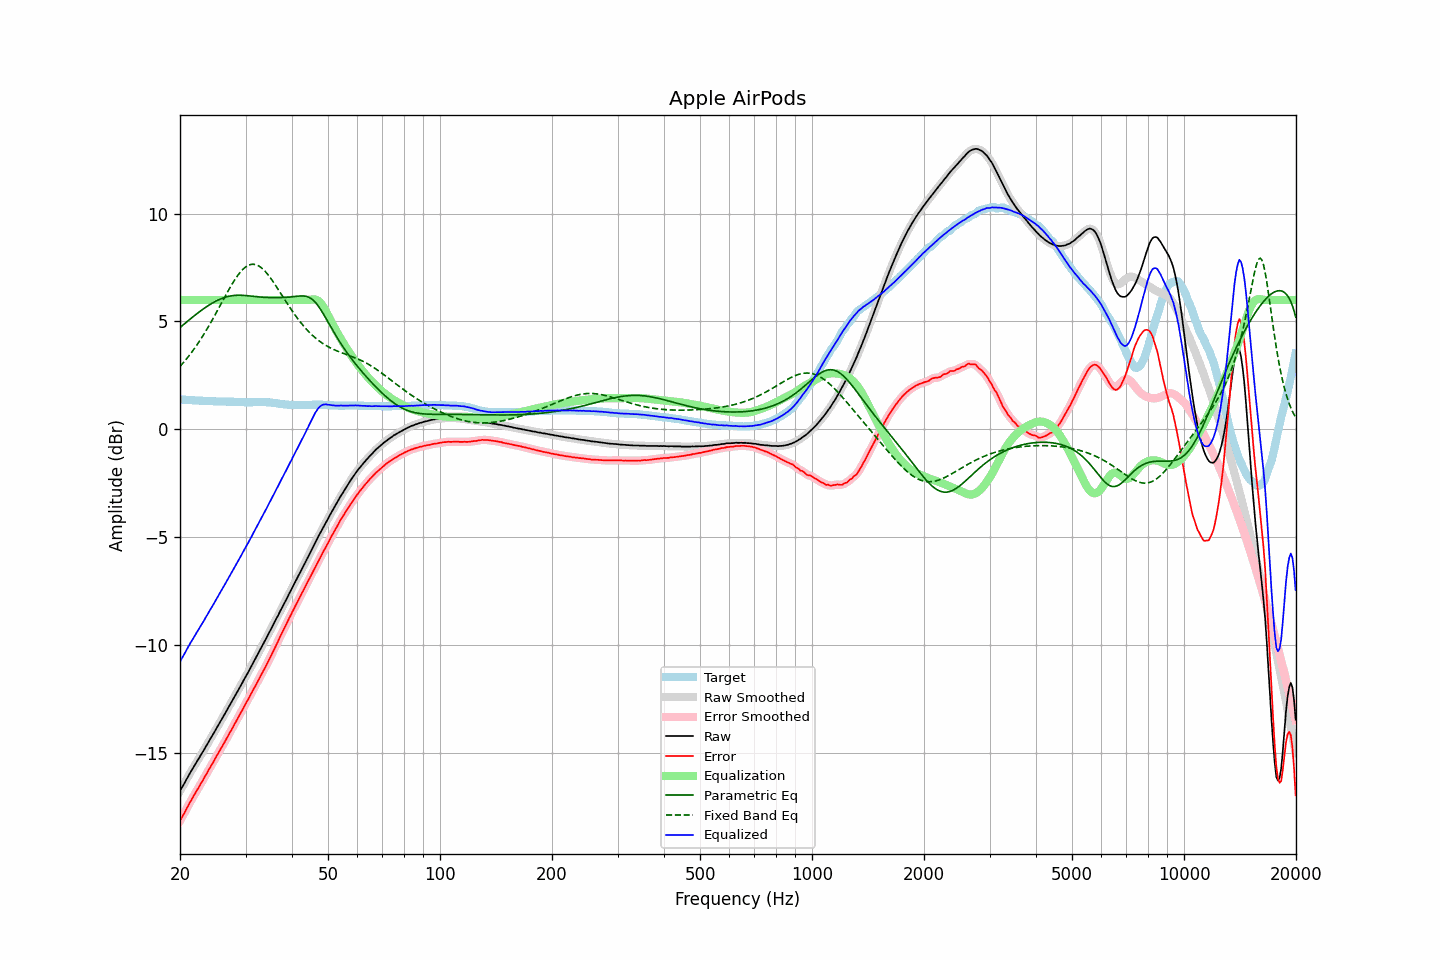 Apple AirPods
Amplitude (dBr)
10
5
0
−5
−10
−15
Target
Raw Smoothed
Error Smoothed
Raw
Error
Equalization
Parametric Eq
Fixed Band Eq
Equalized
20 50 100 200 500 1000 2000 5000 10000 20000
Frequency (Hz)